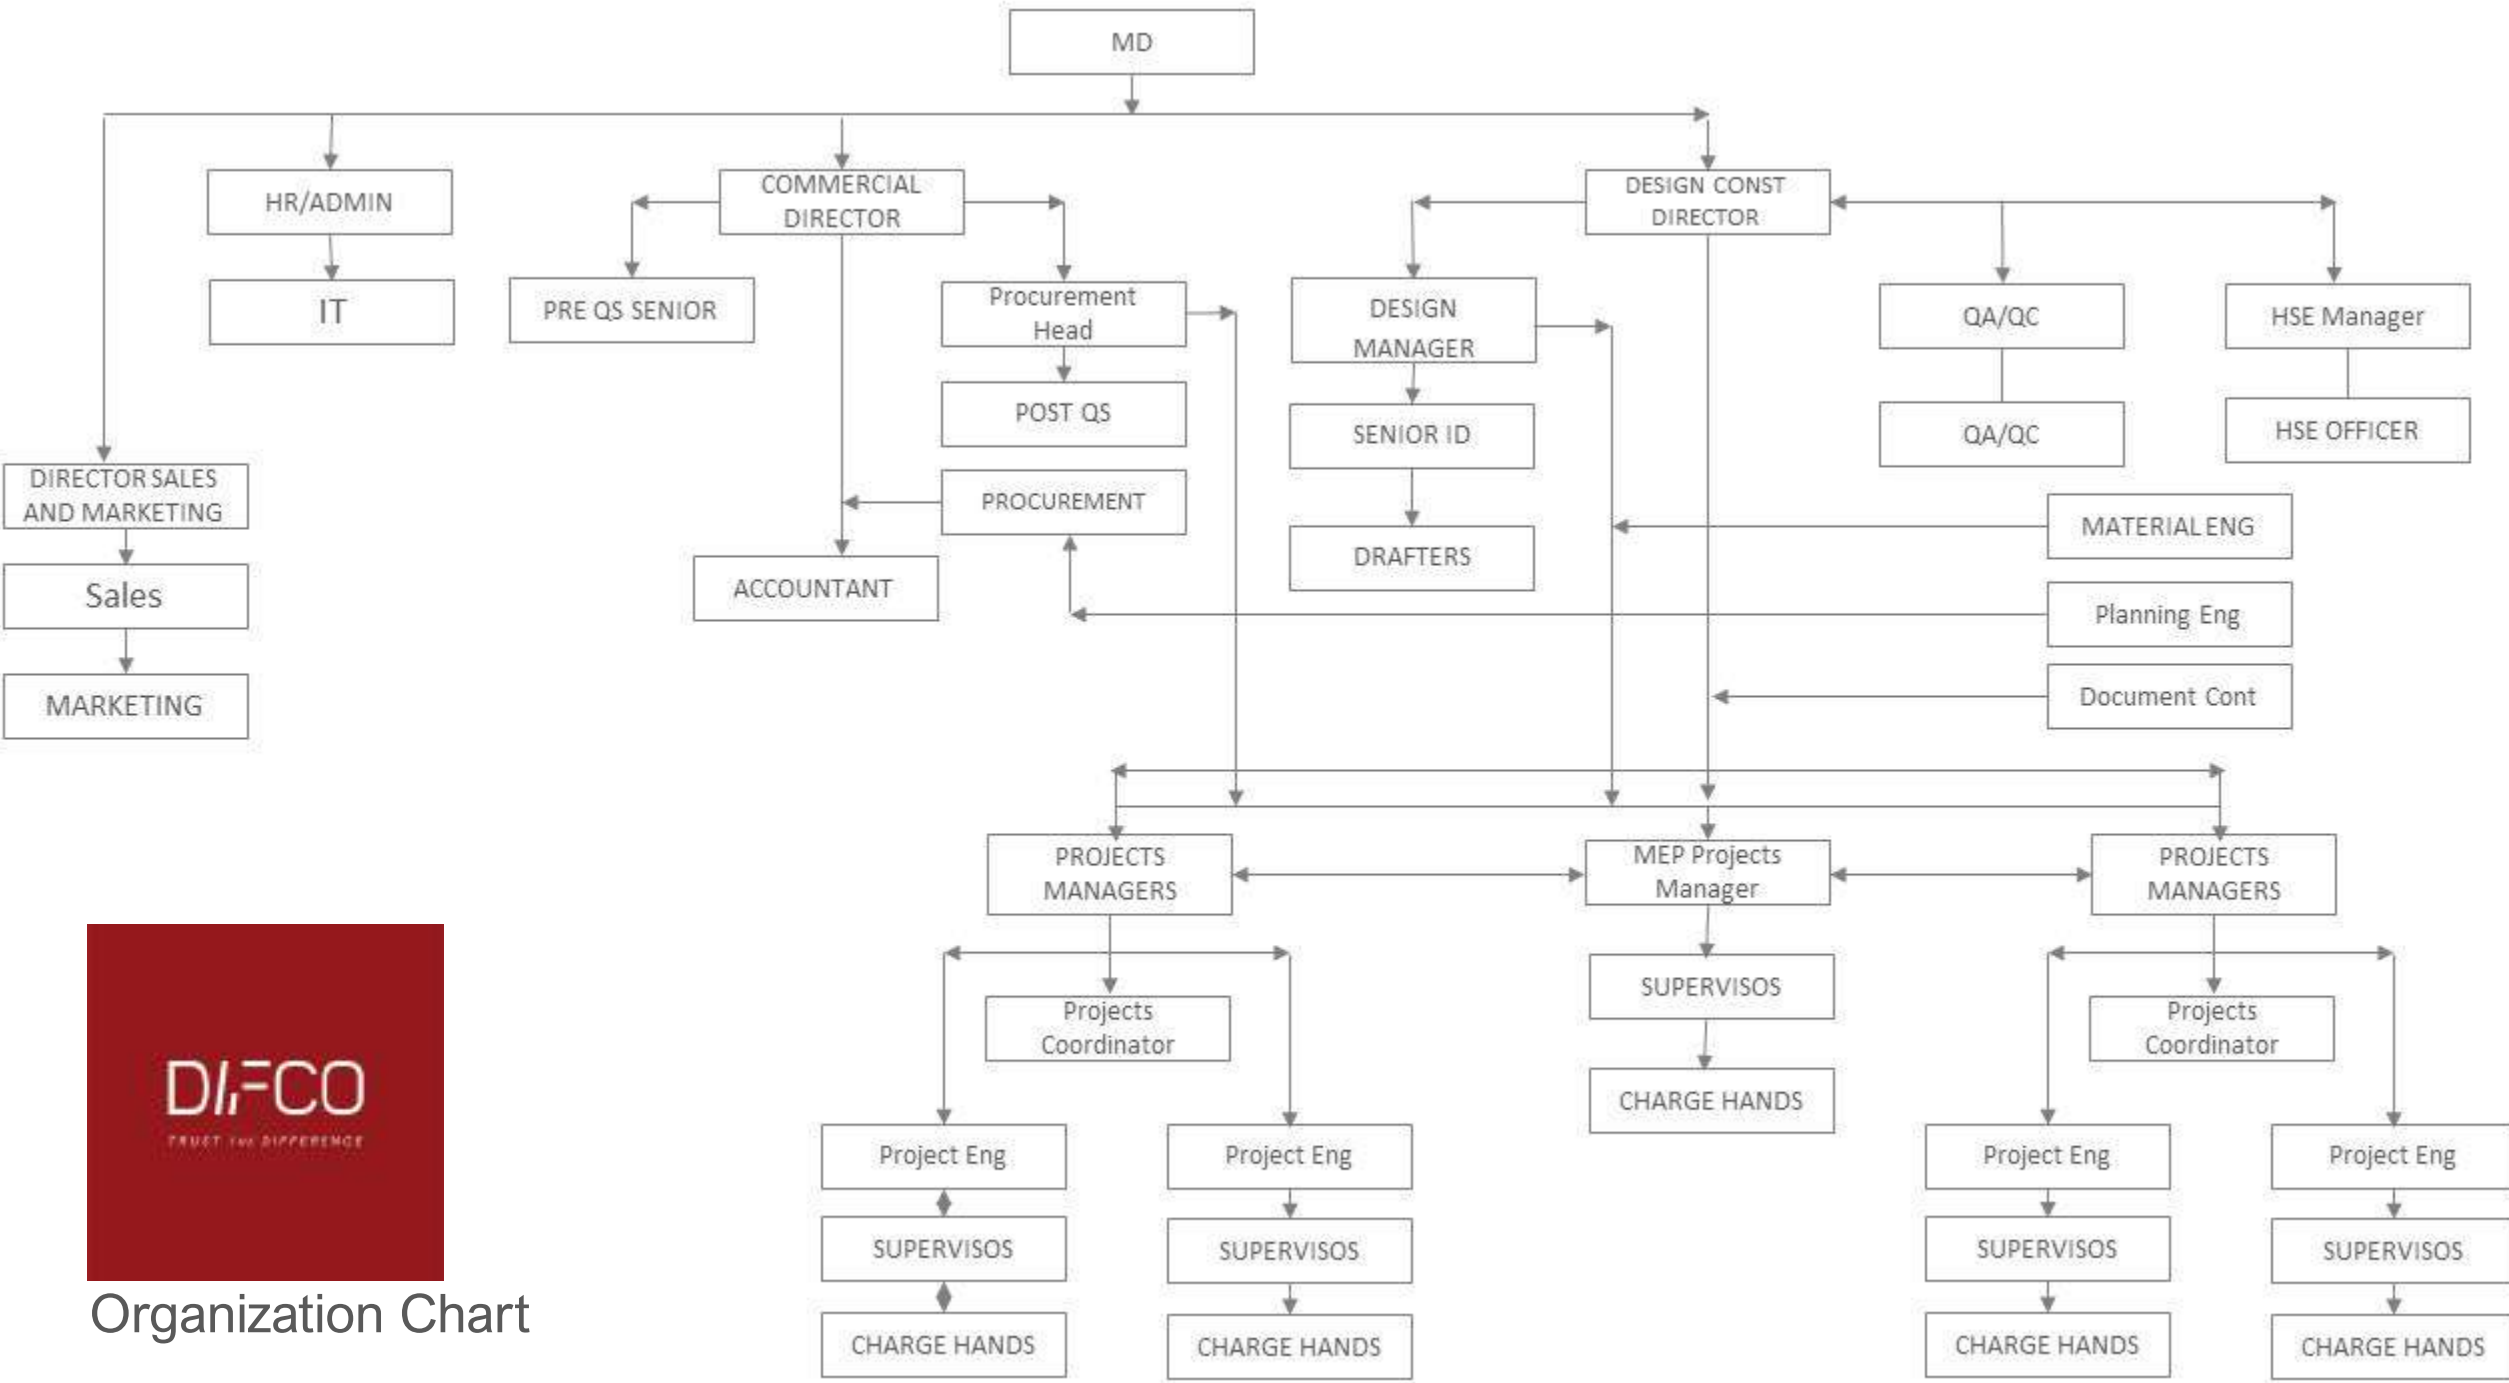 MD
HR/ADMIN
COMMERCIAL
DIRECTOR
DESIGN CONST
DIRECTOR
IT
PRE QS SENIOR
Procurement
Head
DESIGN
MANAGER
QA/QC
HSE Manager
POST QS
SENIOR ID
QA/QC
HSE OFFICER
DIRECTOR SALES
AND MARKETING
PROCUREMENT
MATERIAL ENG
DRAFTERS
Sales
ACCOUNTANT
Planning Eng
MARKETING
Document Cont
PROJECTS
MANAGERS
MEP Projects
Manager
PROJECTS
MANAGERS
SUPERVISOS
Projects
Coordinator
Projects
Coordinator
CHARGE HANDS
DIFCO
TRUST THE DIFFERENCE
Project Eng
Project Eng
Project Eng
Project Eng
SUPERVISOS
SUPERVISOS
SUPERVISOS
SUPERVISOS
Organization Chart
CHARGE HANDS
CHARGE HANDS
CHARGE HANDS
CHARGE HANDS